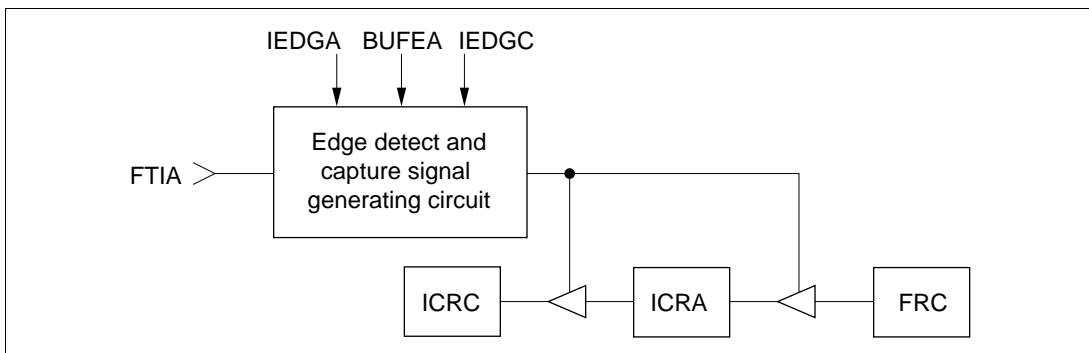 IEDGA BUFEA IEDGC
FTIA
Edge detect and
capture signal
generating circuit
ICRC ICRA FRC